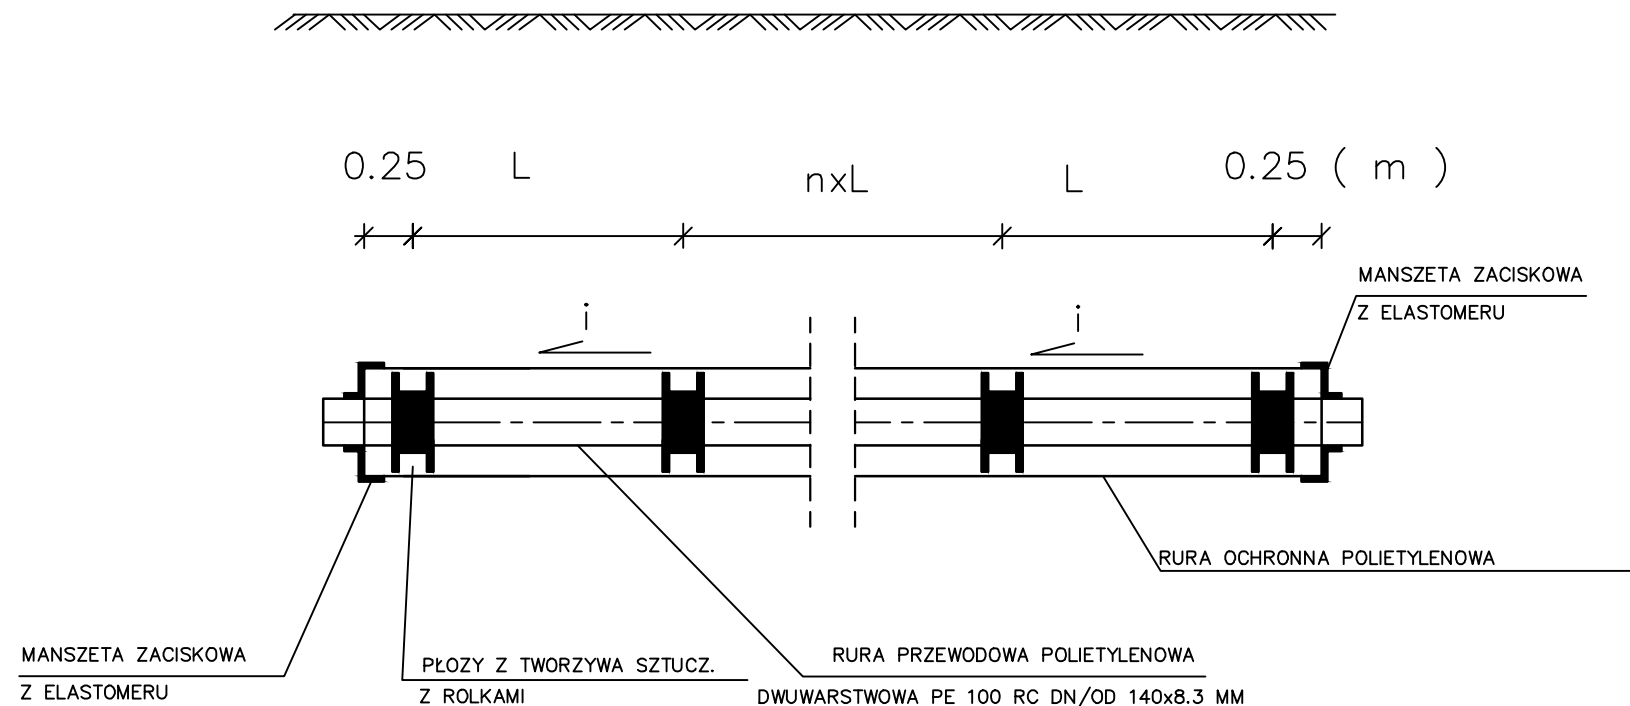 0.25 L nxL L 0.25 ( m )
MANSZETA ZACISKOWA
Z ELASTOMERU
i i
RURA OCHRONNA POLIETYLENOWA
MANSZETA ZACISKOWA
Z ELASTOMERU
PŁOZY Z TWORZYWA SZTUCZ.
Z ROLKAMI
RURA PRZEWODOWA POLIETYLENOWA
DWUWARSTWOWA PE 100 RC DN/OD 140x8.3 MM